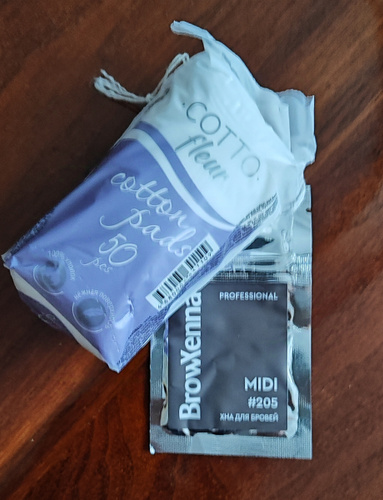 ·COTTO·
fleur
cotton
pads
50
pcs
PROFESSIONAL
BrowXenna
MIDI
#205
ХНА ДЛЯ БРОВЕЙ